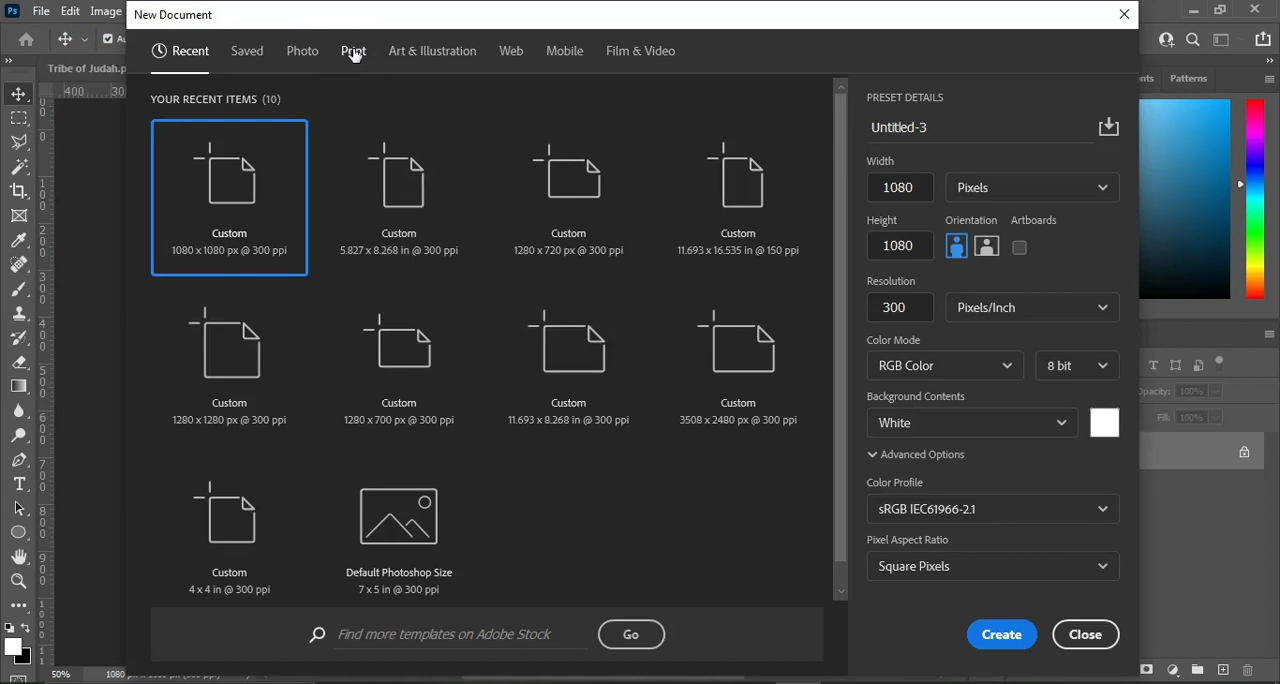 Ps File Edit Image
New Document
Tribe of Judah.p
Recent Saved Photo Print Art & Illustration Web Mobile Film & Video
YOUR RECENT ITEMS (10)
Custom
1080 x 1080 px @ 300 ppi
Custom
5.827 x 8.268 in @ 300 ppi
Custom
1280 x 720 px @ 300 ppi
Custom
11.693 x 16.535 in @ 150 ppi
Custom
1280 x 1280 px @ 300 ppi
Custom
1280 x 700 px @ 300 ppi
Custom
11.693 x 8.268 in @ 300 ppi
Custom
3508 x 2480 px @ 300 ppi
Custom
4 x 4 in @ 300 ppi
Default Photoshop Size
7 x 5 in @ 300 ppi
Find more templates on Adobe Stock Go
PRESET DETAILS
Untitled-3
Width
1080 Pixels
Height Orientation Artboards
1080
Resolution
300 Pixels/Inch
Color Mode
RGB Color 8 bit
Background Contents
White
Advanced Options
Color Profile
sRGB IEC61966-2.1
Pixel Aspect Ratio
Square Pixels
Create Close
Patterns
Opacity: 100%
Fill: 100%
400 30
50%